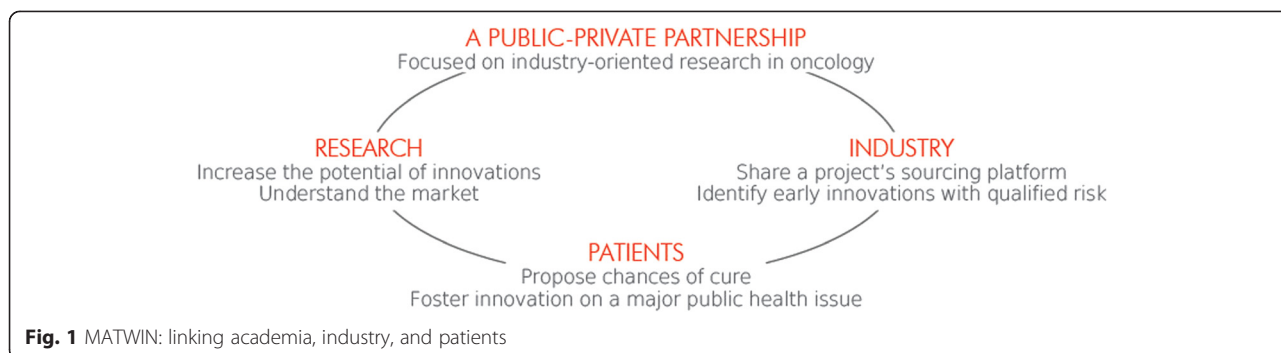 A PUBLIC-PRIVATE PARTNERSHIP
Focused on industry-oriented research in oncology
RESEARCH
Increase the potential of innovations
Understand the market
INDUSTRY
Share a project's sourcing platform
Identify early innovations with qualified risk
PATIENTS
Propose chances of cure
Foster innovation on a major public health issue
Fig. 1 MATWIN: linking academia, industry, and patients